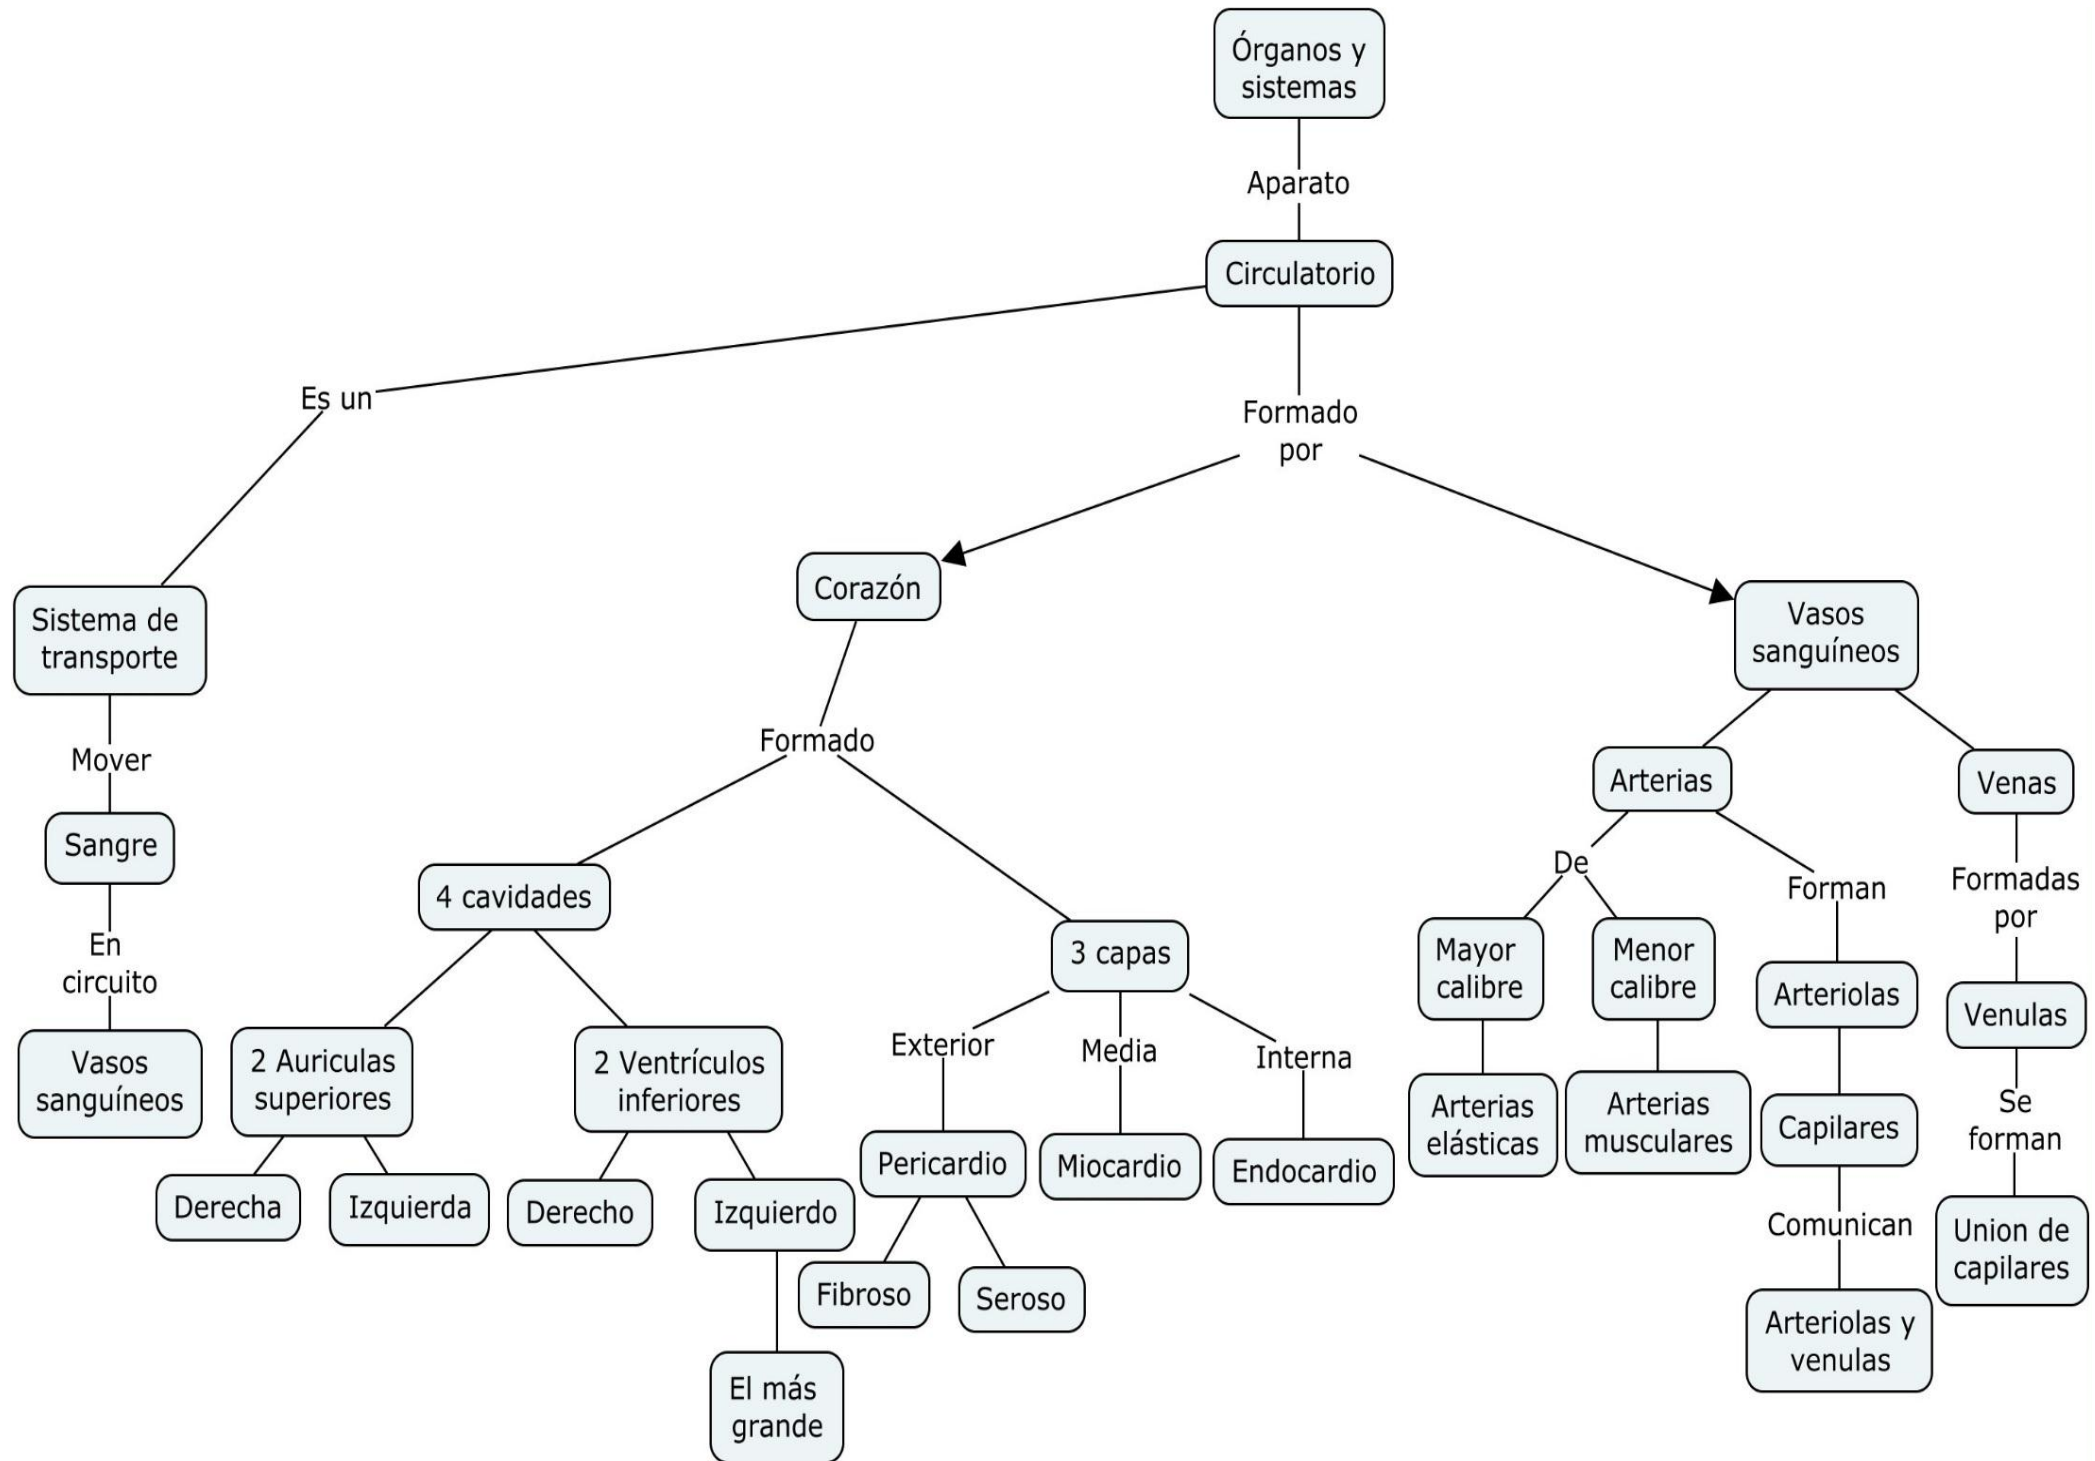 Órganos y
sistemas
Aparato
Circulatorio
Es un
Formado
por
Sistema de
transporte
Mover
Sangre
En
circuito
Vasos
sanguíneos
Corazón
Formado
4 cavidades
2 Auriculas
superiores
Derecha
Izquierda
2 Ventrículos
inferiores
Derecho
Izquierdo
El más
grande
3 capas
Exterior
Media
Interna
Pericardio
Miocardio
Endocardio
Fibroso
Seroso
Vasos
sanguíneos
Arterias
De
Mayor
calibre
Menor
calibre
Arterias
elásticas
Arterias
musculares
Forman
Arteriolas
Capilares
Comunican
Arteriolas y
venulas
Venas
Formadas
por
Venulas
Se
forman
Union de
capilares